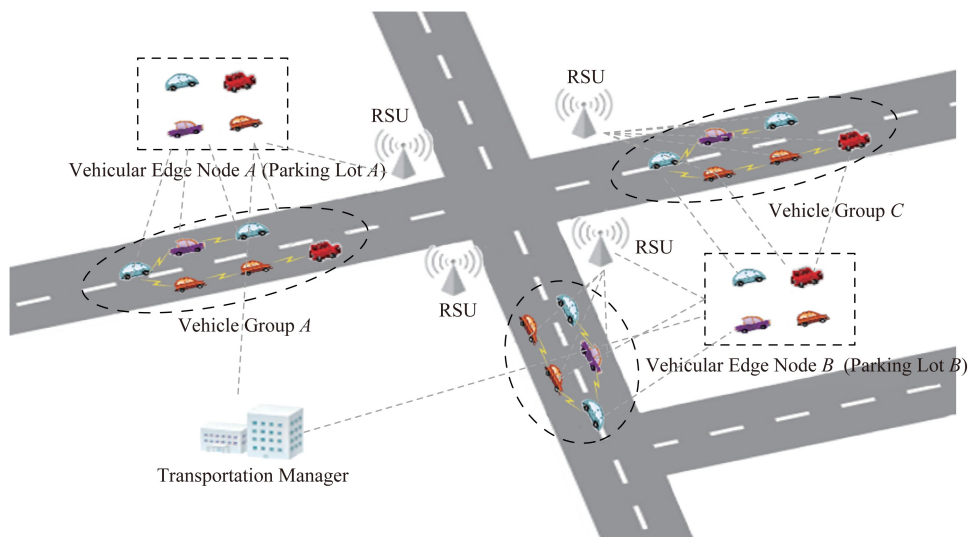 RSU
RSU
Vehicular Edge Node A (Parking Lot A)
Vehicle Group C
RSU
RSU
Vehicle Group A
Vehicular Edge Node B (Parking Lot B)
Transportation Manager